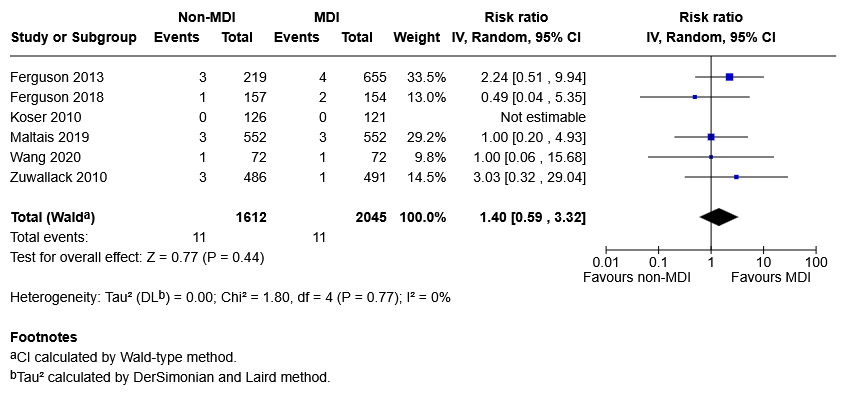 Non-MDI MDI Risk ratio Risk ratio
Study or Subgroup Events Total Events Total Weight IV, Random, 95% CI IV, Random, 95% CI
Ferguson 2013 3 219 4 655 33.5% 2.24 [0.51 , 9.94]
Ferguson 2018 1 157 2 154 13.0% 0.49 [0.04 , 5.35]
Koser 2010 0 126 0 121 Not estimable
Maltais 2019 3 552 3 552 29.2% 1.00 [0.20 , 4.93]
Wang 2020 1 72 1 72 9.8% 1.00 [0.06 , 15.68]
Zuwallack 2010 3 486 1 491 14.5% 3.03 [0.32 , 29.04]
Total (Waldᵃ) 1612 2045 100.0% 1.40 [0.59 , 3.32]
Total events: 11 11
Test for overall effect: Z = 0.77 (P = 0.44)
0.01 0.1 1 10 100
Favours non-MDI Favours MDI
Heterogeneity: Tau² (DLᵇ) = 0.00; Chi² = 1.80, df = 4 (P = 0.77); I² = 0%
Footnotes
ᵃCI calculated by Wald-type method.
ᵇTau² calculated by DerSimonian and Laird method.